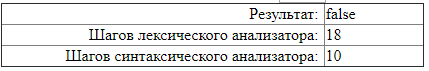 Результат: false
Шагов лексического анализатора: 18
Шагов синтаксического анализатора: 10